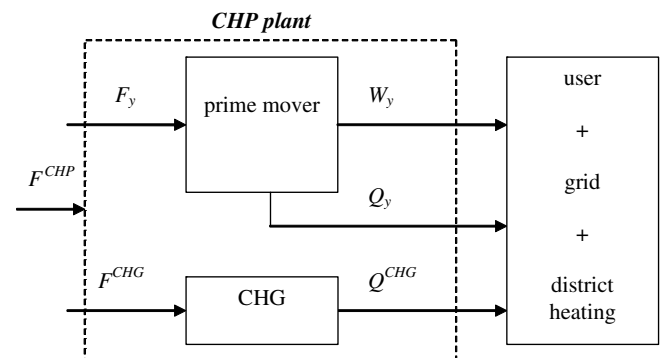 CHP plant
F_y
prime mover
W_y
user
+
grid
+
district
heating
F^{CHP}
Q_y
F^{CHG}
CHG
Q^{CHG}